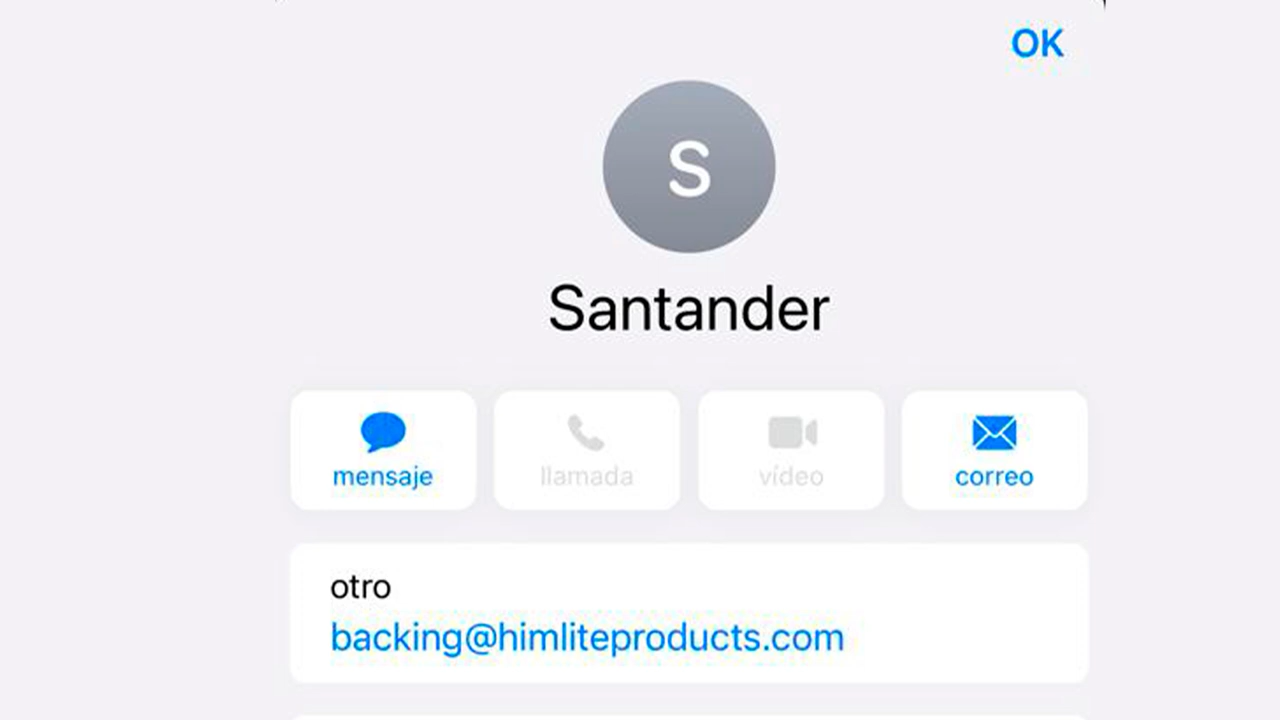 OK
S
Santander
mensaje
llamada
vídeo
correo
otro
backing@himliteproducts.com